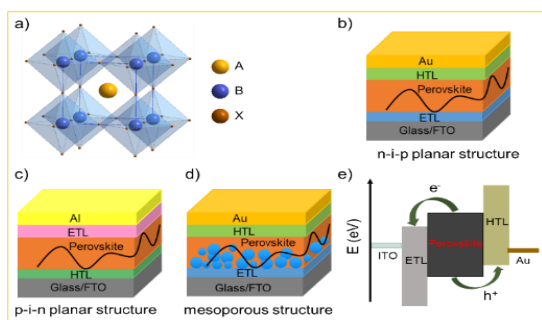 a)
A
B
X
b)
Au
HTL
Perovskite
ETL
Glass/FTO
n-i-p planar structure
c)
Al
ETL
Perovskite
HTL
Glass/FTO
p-i-n planar structure
d)
Au
HTL
Perovskite
ETL
Glass/FTO
mesoporous structure
e)
E (eV)
ITO
ETL
e-
Perovskite
h+
HTL
Au